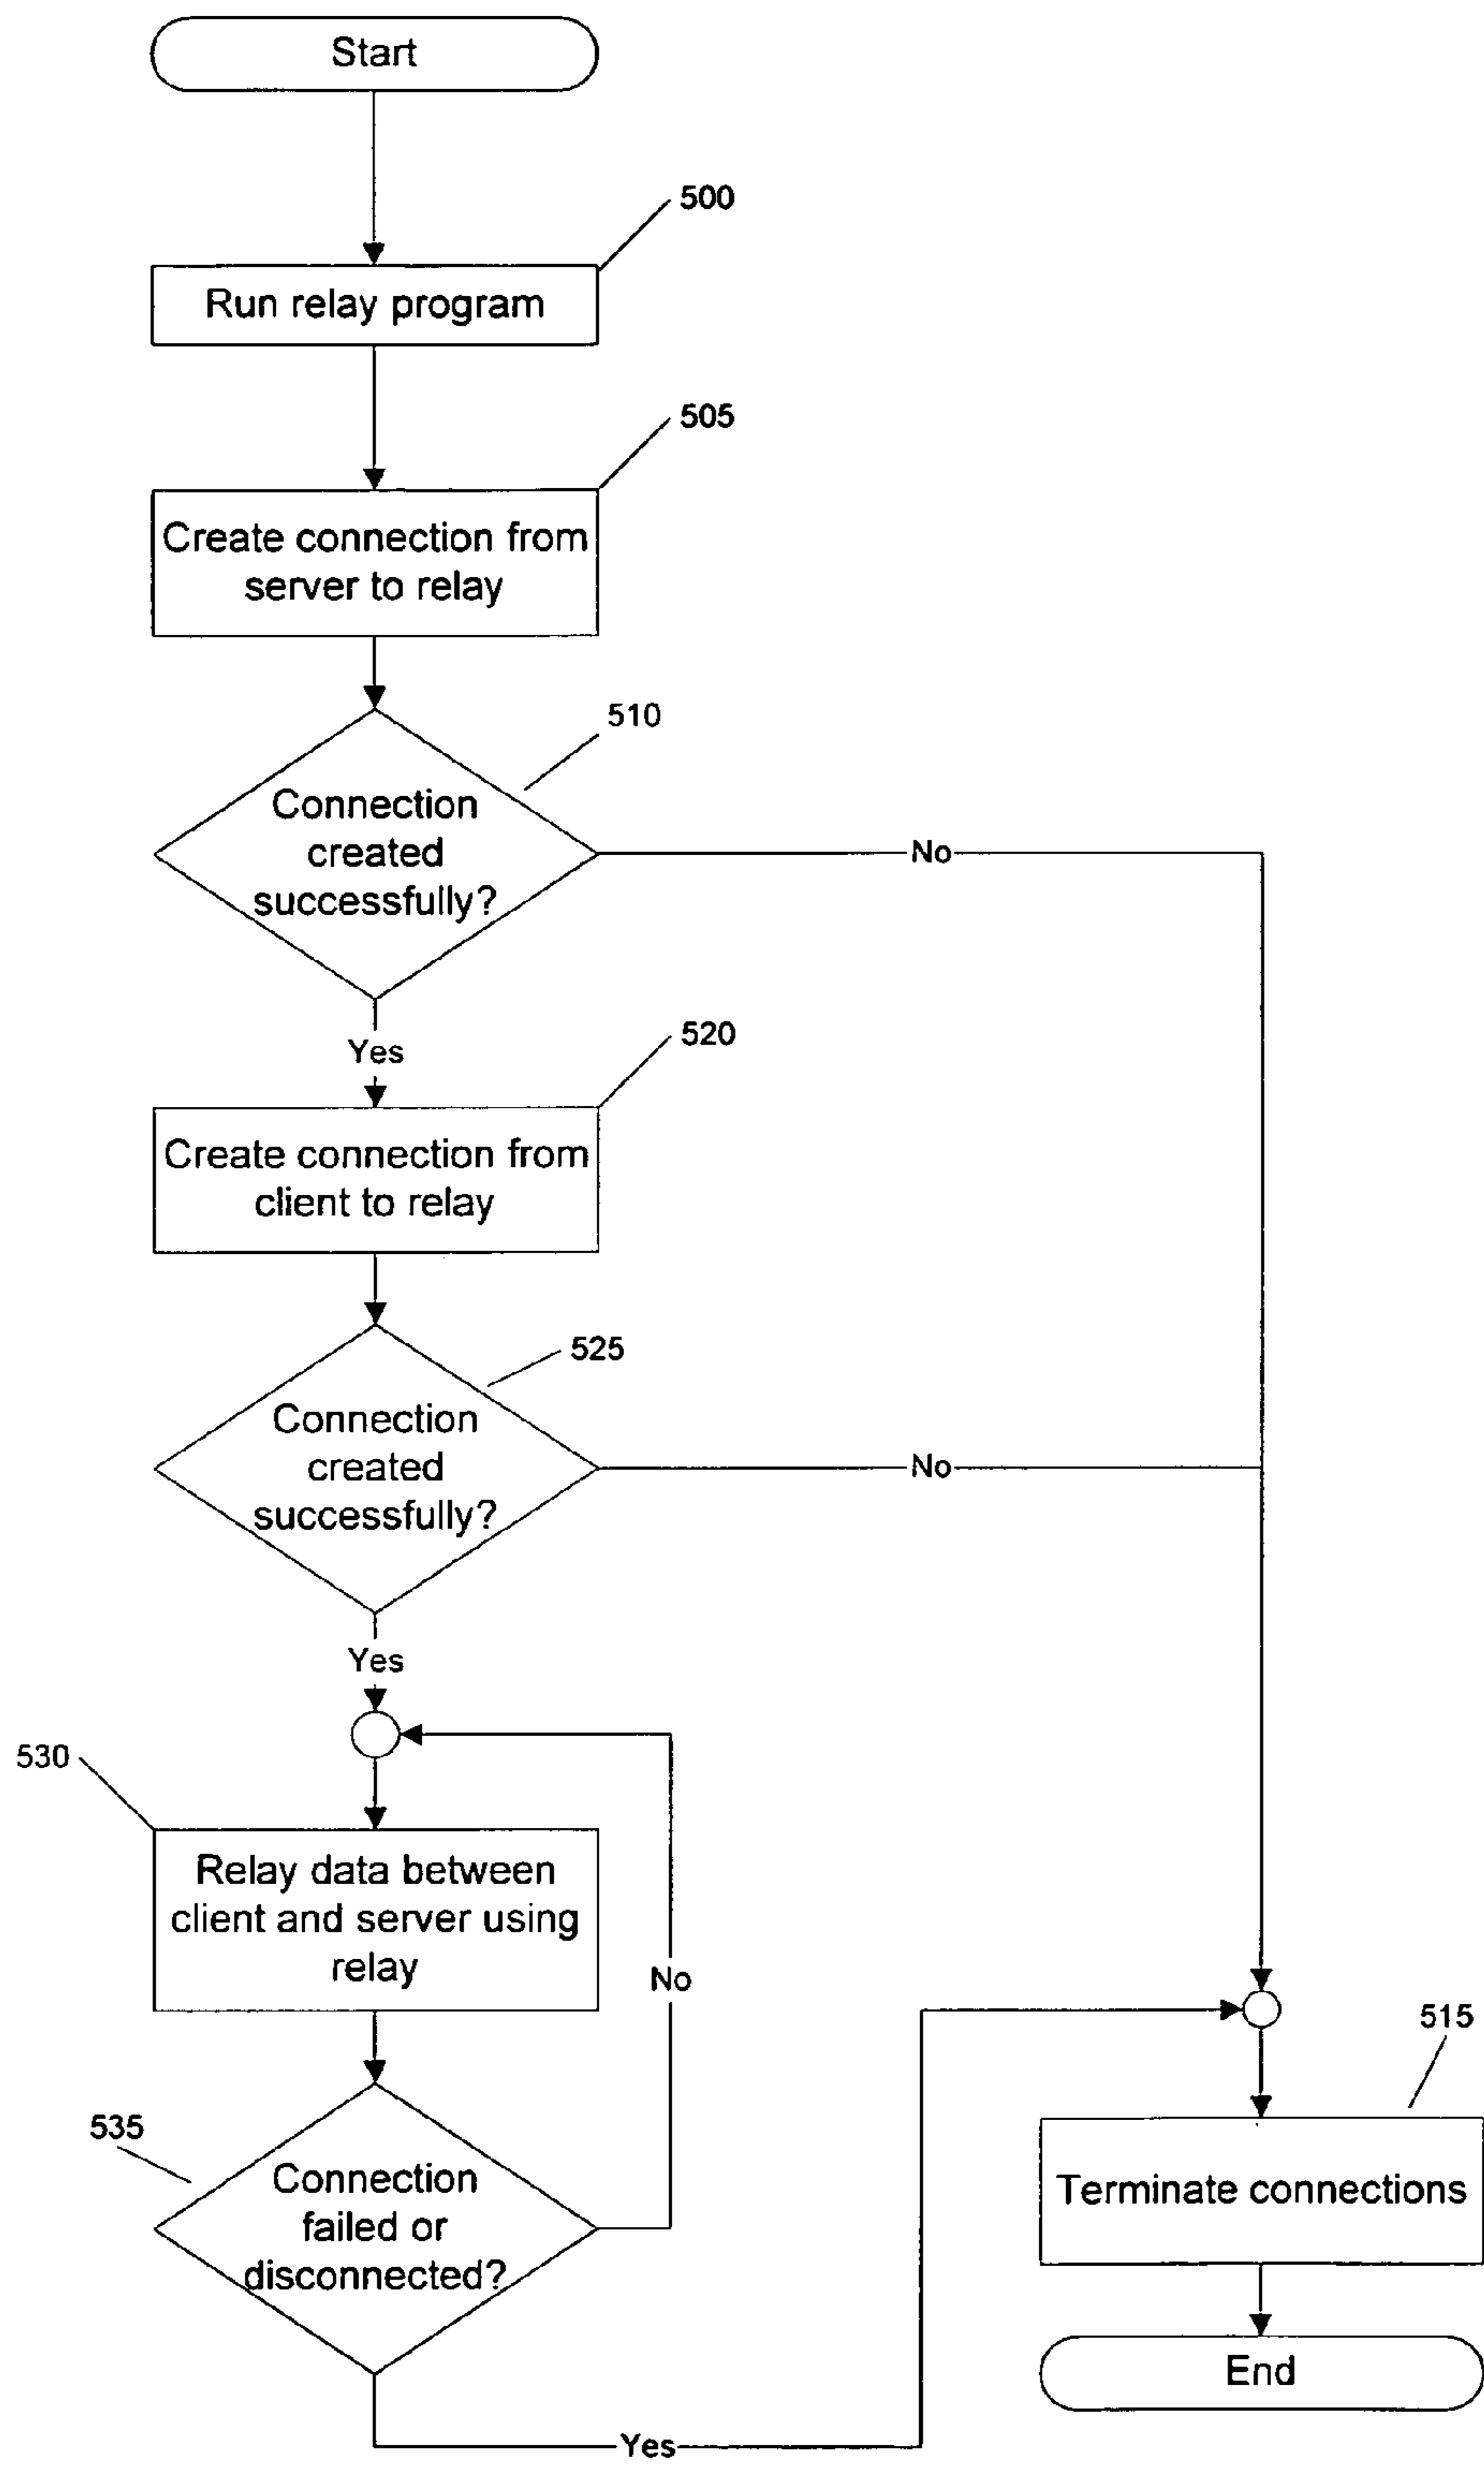 Start
500
Run relay program
505
Create connection from
server to relay
510
Connection
created
successfully?
No
Yes
520
Create connection from
client to relay
525
Connection
created
successfully?
No
Yes
530
Relay data between
client and server using
relay
No
515
Terminate connections
535
Connection
failed or
disconnected?
End
Yes